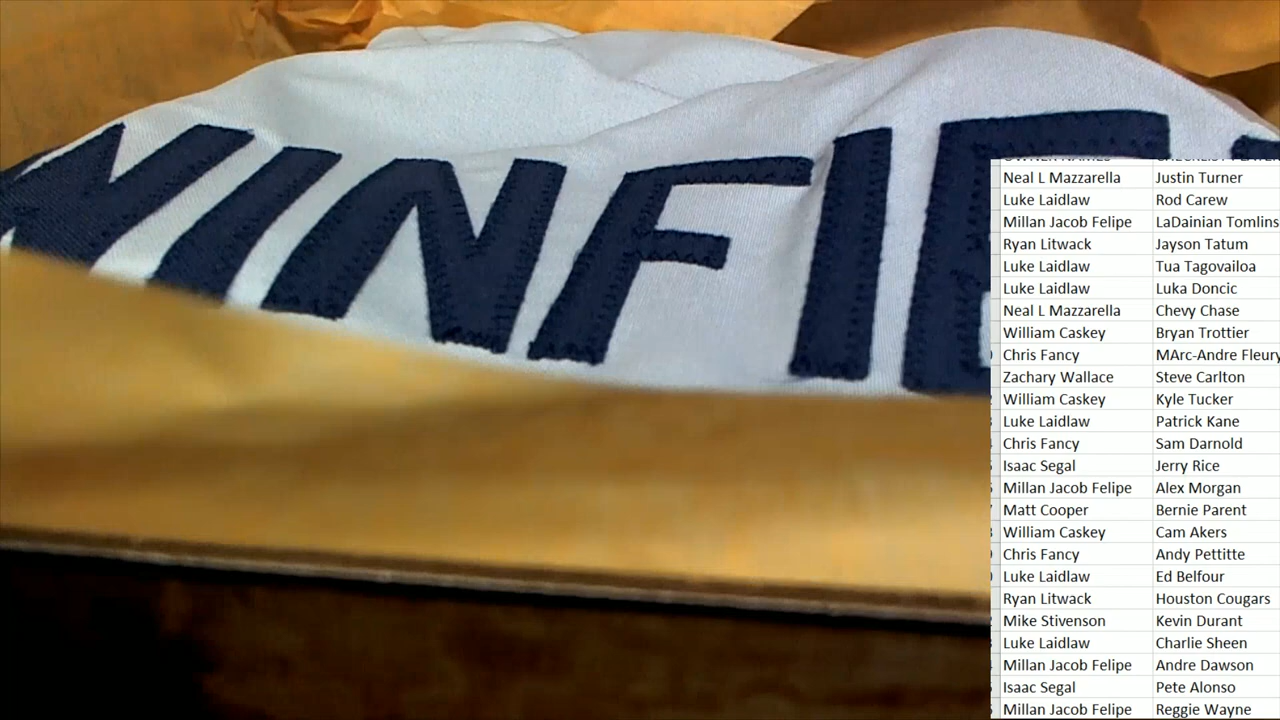 WINFIE
Neal L Mazzarella Justin Turner
Luke Laidlaw Rod Carew
Millan Jacob Felipe LaDainian Tomlins
Ryan Litwack Jayson Tatum
Luke Laidlaw Tua Tagovailoa
Luke Laidlaw Luka Doncic
Neal L Mazzarella Chevy Chase
William Caskey Bryan Trottier
Chris Fancy MArc-Andre Fleury
Zachary Wallace Steve Carlton
William Caskey Kyle Tucker
Luke Laidlaw Patrick Kane
Chris Fancy Sam Darnold
Isaac Segal Jerry Rice
Millan Jacob Felipe Alex Morgan
Matt Cooper Bernie Parent
William Caskey Cam Akers
Chris Fancy Andy Pettitte
Luke Laidlaw Ed Belfour
Ryan Litwack Houston Cougars
Mike Stivenson Kevin Durant
Luke Laidlaw Charlie Sheen
Millan Jacob Felipe Andre Dawson
Isaac Segal Pete Alonso
Millan Jacob Felipe Reggie Wayne